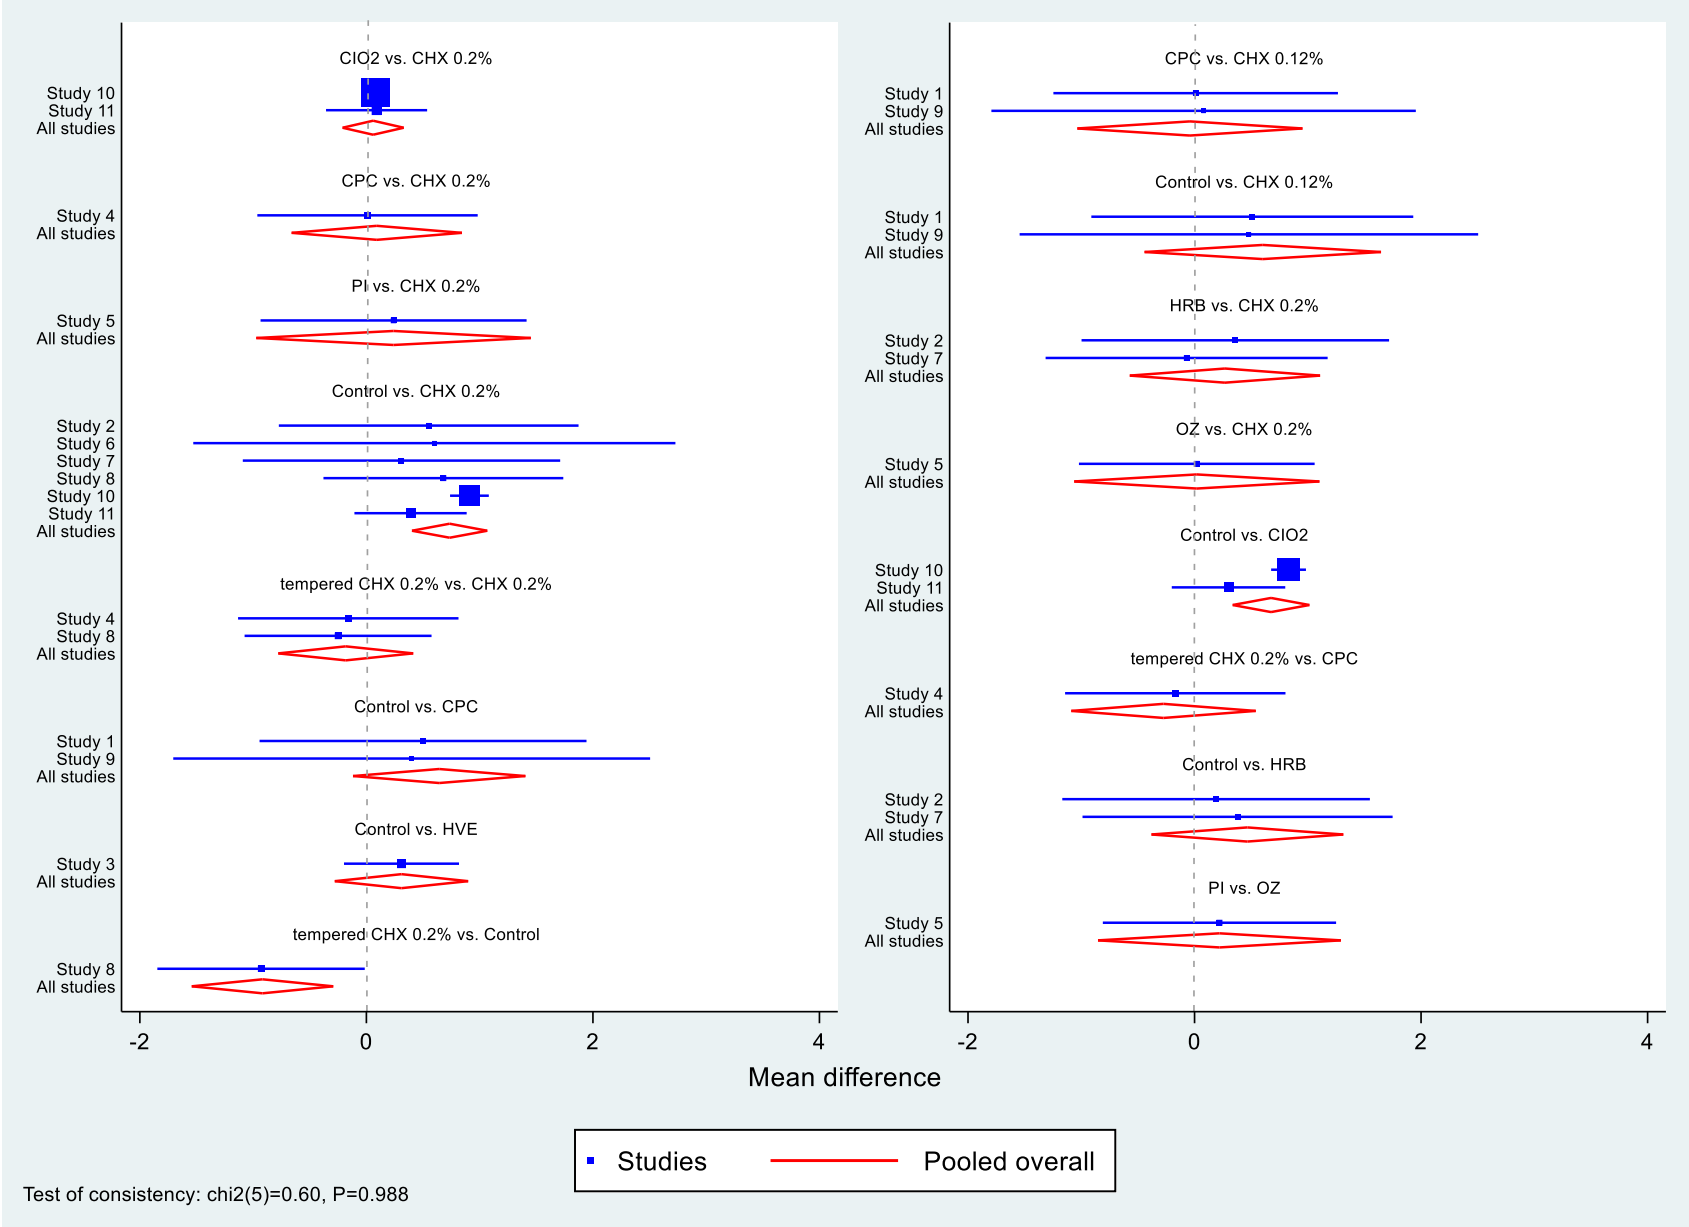 ClO2 vs. CHX 0.2%
Study 10
Study 11
All studies
CPC vs. CHX 0.2%
Study 4
All studies
PI vs. CHX 0.2%
Study 5
All studies
Control vs. CHX 0.2%
Study 2
Study 6
Study 7
Study 8
Study 10
Study 11
All studies
tempered CHX 0.2% vs. CHX 0.2%
Study 4
Study 8
All studies
Control vs. CPC
Study 1
Study 9
All studies
Control vs. HVE
Study 3
All studies
tempered CHX 0.2% vs. Control
Study 8
All studies
-2 0 2 4
CPC vs. CHX 0.12%
Study 1
Study 9
All studies
Control vs. CHX 0.12%
Study 1
Study 9
All studies
HRB vs. CHX 0.2%
Study 2
Study 7
All studies
OZ vs. CHX 0.2%
Study 5
All studies
Control vs. ClO2
Study 10
Study 11
All studies
tempered CHX 0.2% vs. CPC
Study 4
All studies
Control vs. HRB
Study 2
Study 7
All studies
PI vs. OZ
Study 5
All studies
-2 0 2 4
Mean difference
Studies Pooled overall
Test of consistency: chi2(5)=0.60, P=0.988